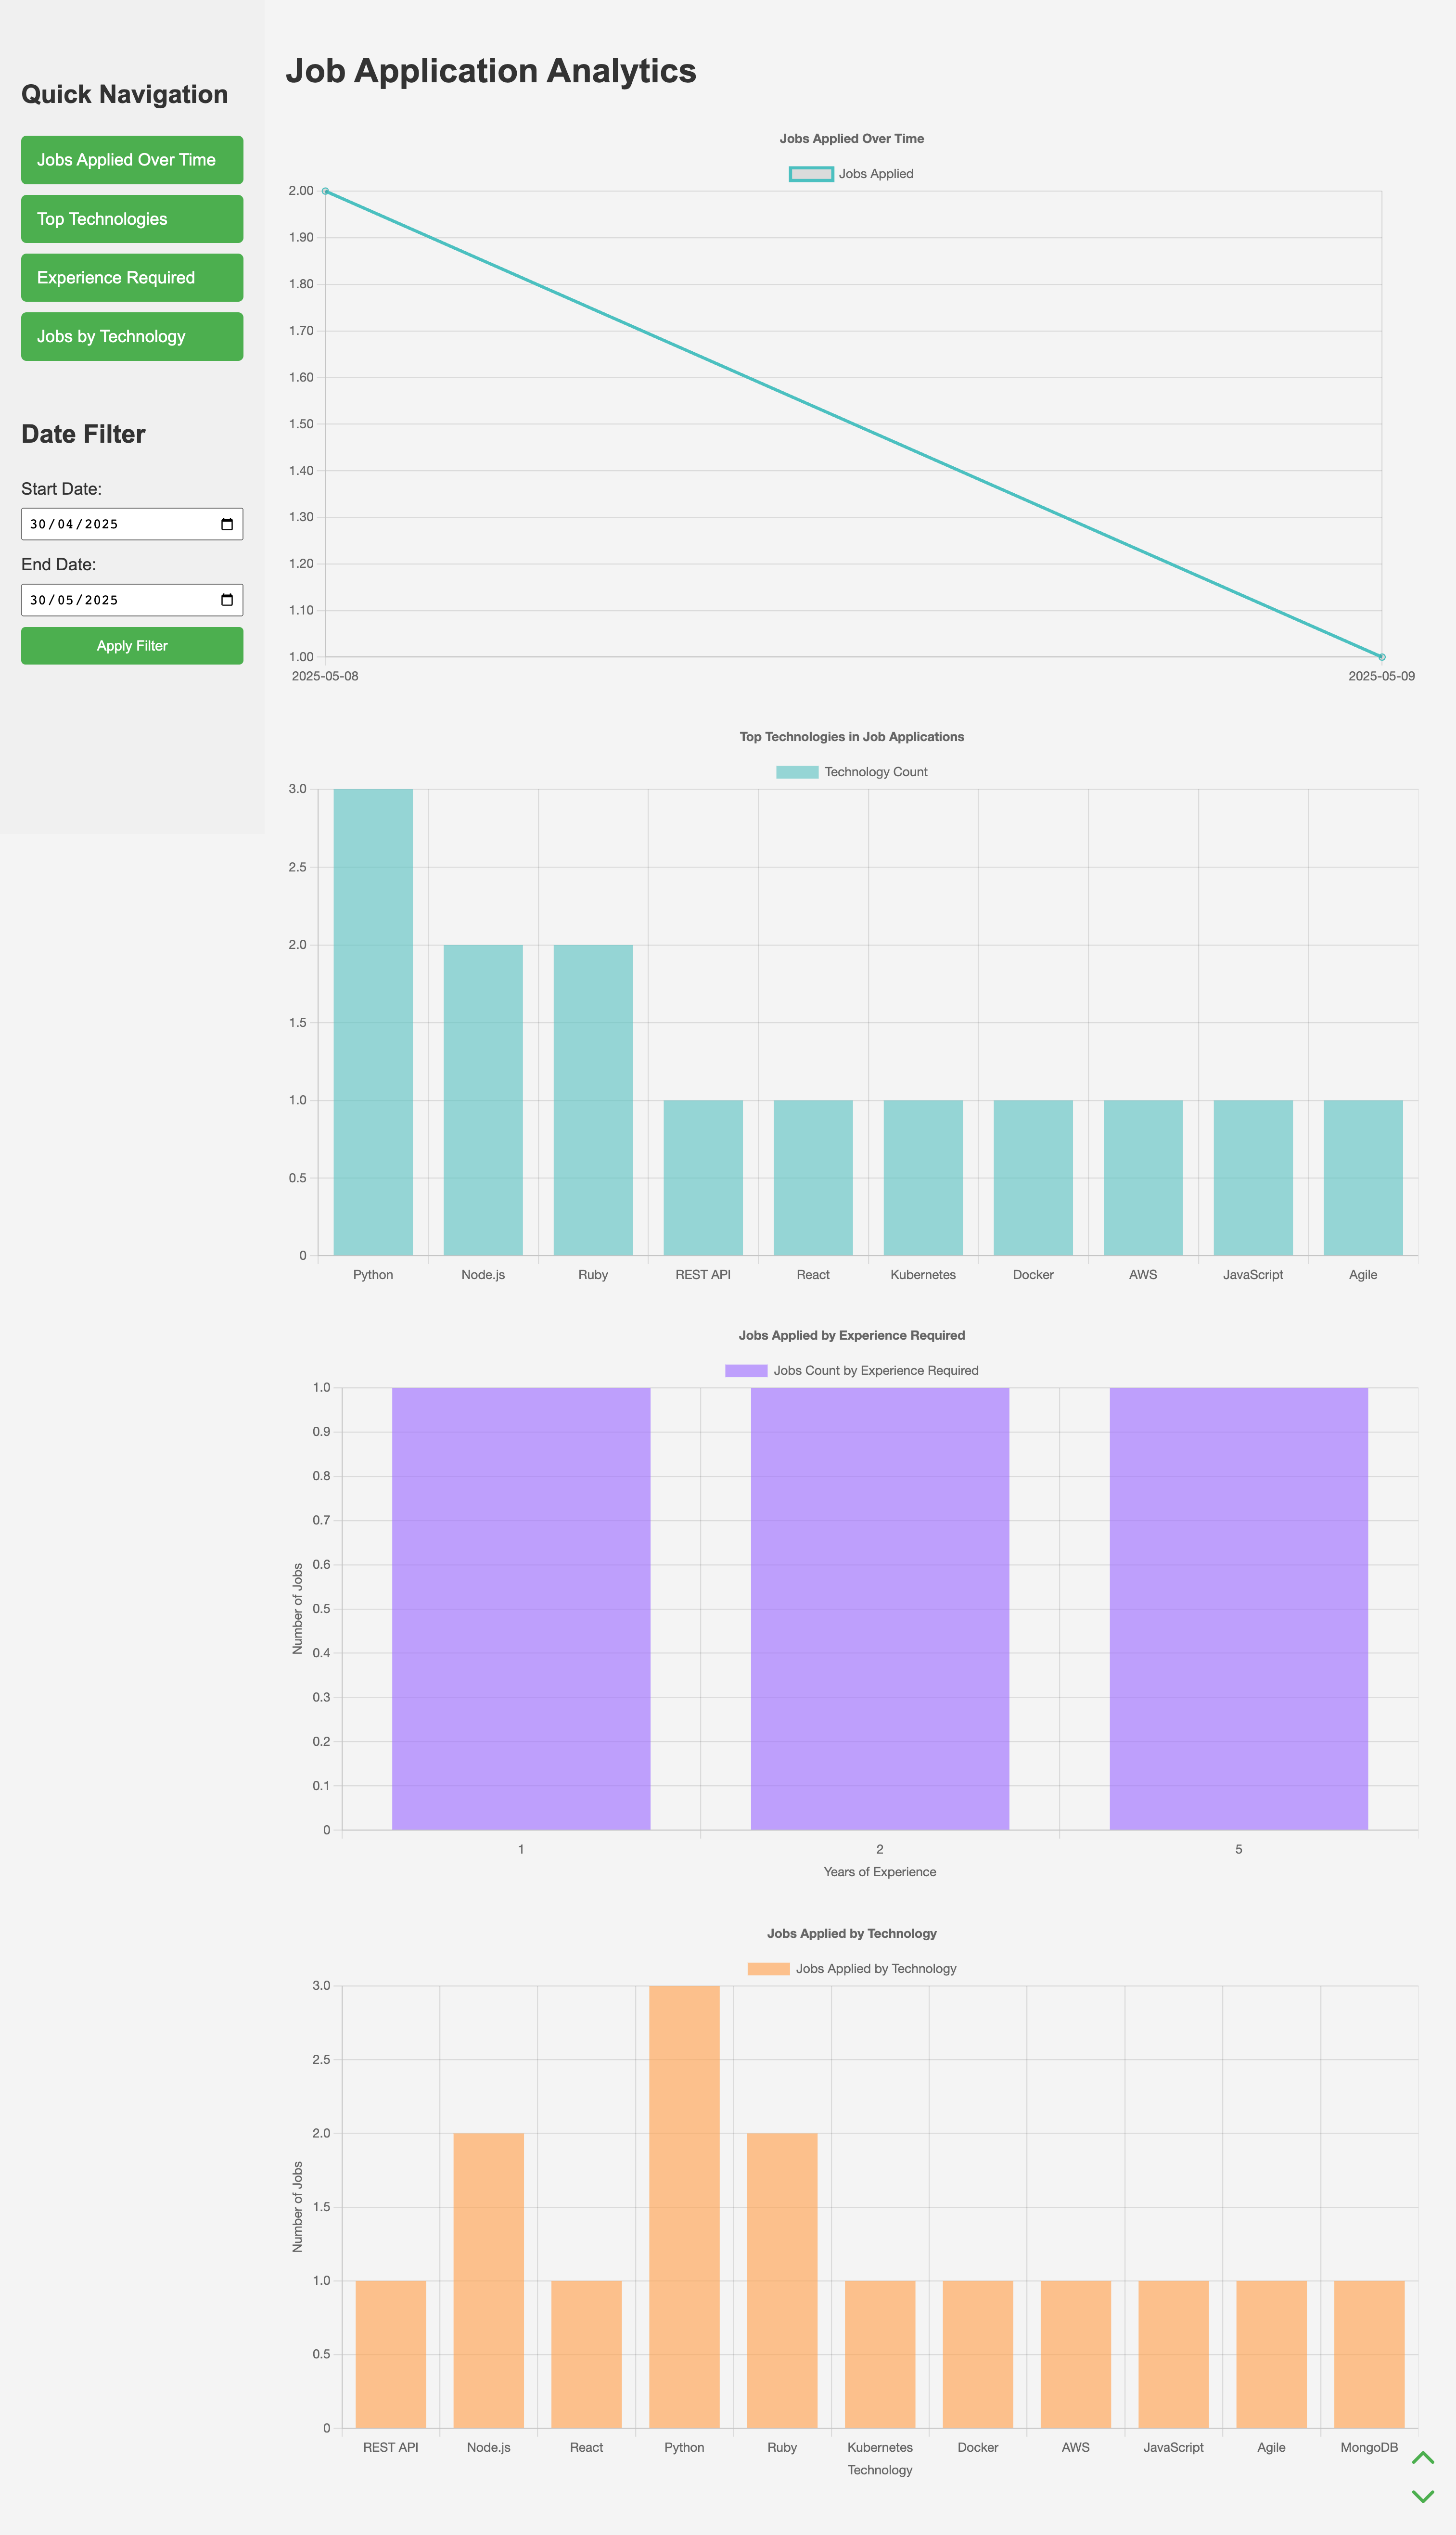 Quick Navigation
Jobs Applied Over Time
Top Technologies
Experience Required
Jobs by Technology
Date Filter
Start Date:
30/04/2025
End Date:
30/05/2025
Apply Filter
Job Application Analytics
Jobs Applied Over Time
Jobs Applied
2.00
1.90
1.80
1.70
1.60
1.50
1.40
1.30
1.20
1.10
1.00
2025-05-08 2025-05-09
Top Technologies in Job Applications
Technology Count
3.0
2.5
2.0
1.5
1.0
0.5
0
Python Node.js Ruby REST API React Kubernetes Docker AWS JavaScript Agile
Jobs Applied by Experience Required
Jobs Count by Experience Required
Number of Jobs
1.0
0.9
0.8
0.7
0.6
0.5
0.4
0.3
0.2
0.1
0
1 2 5
Years of Experience
Jobs Applied by Technology
Jobs Applied by Technology
Number of Jobs
3.0
2.5
2.0
1.5
1.0
0.5
0
REST API Node.js React Python Ruby Kubernetes Docker AWS JavaScript Agile MongoDB
Technology